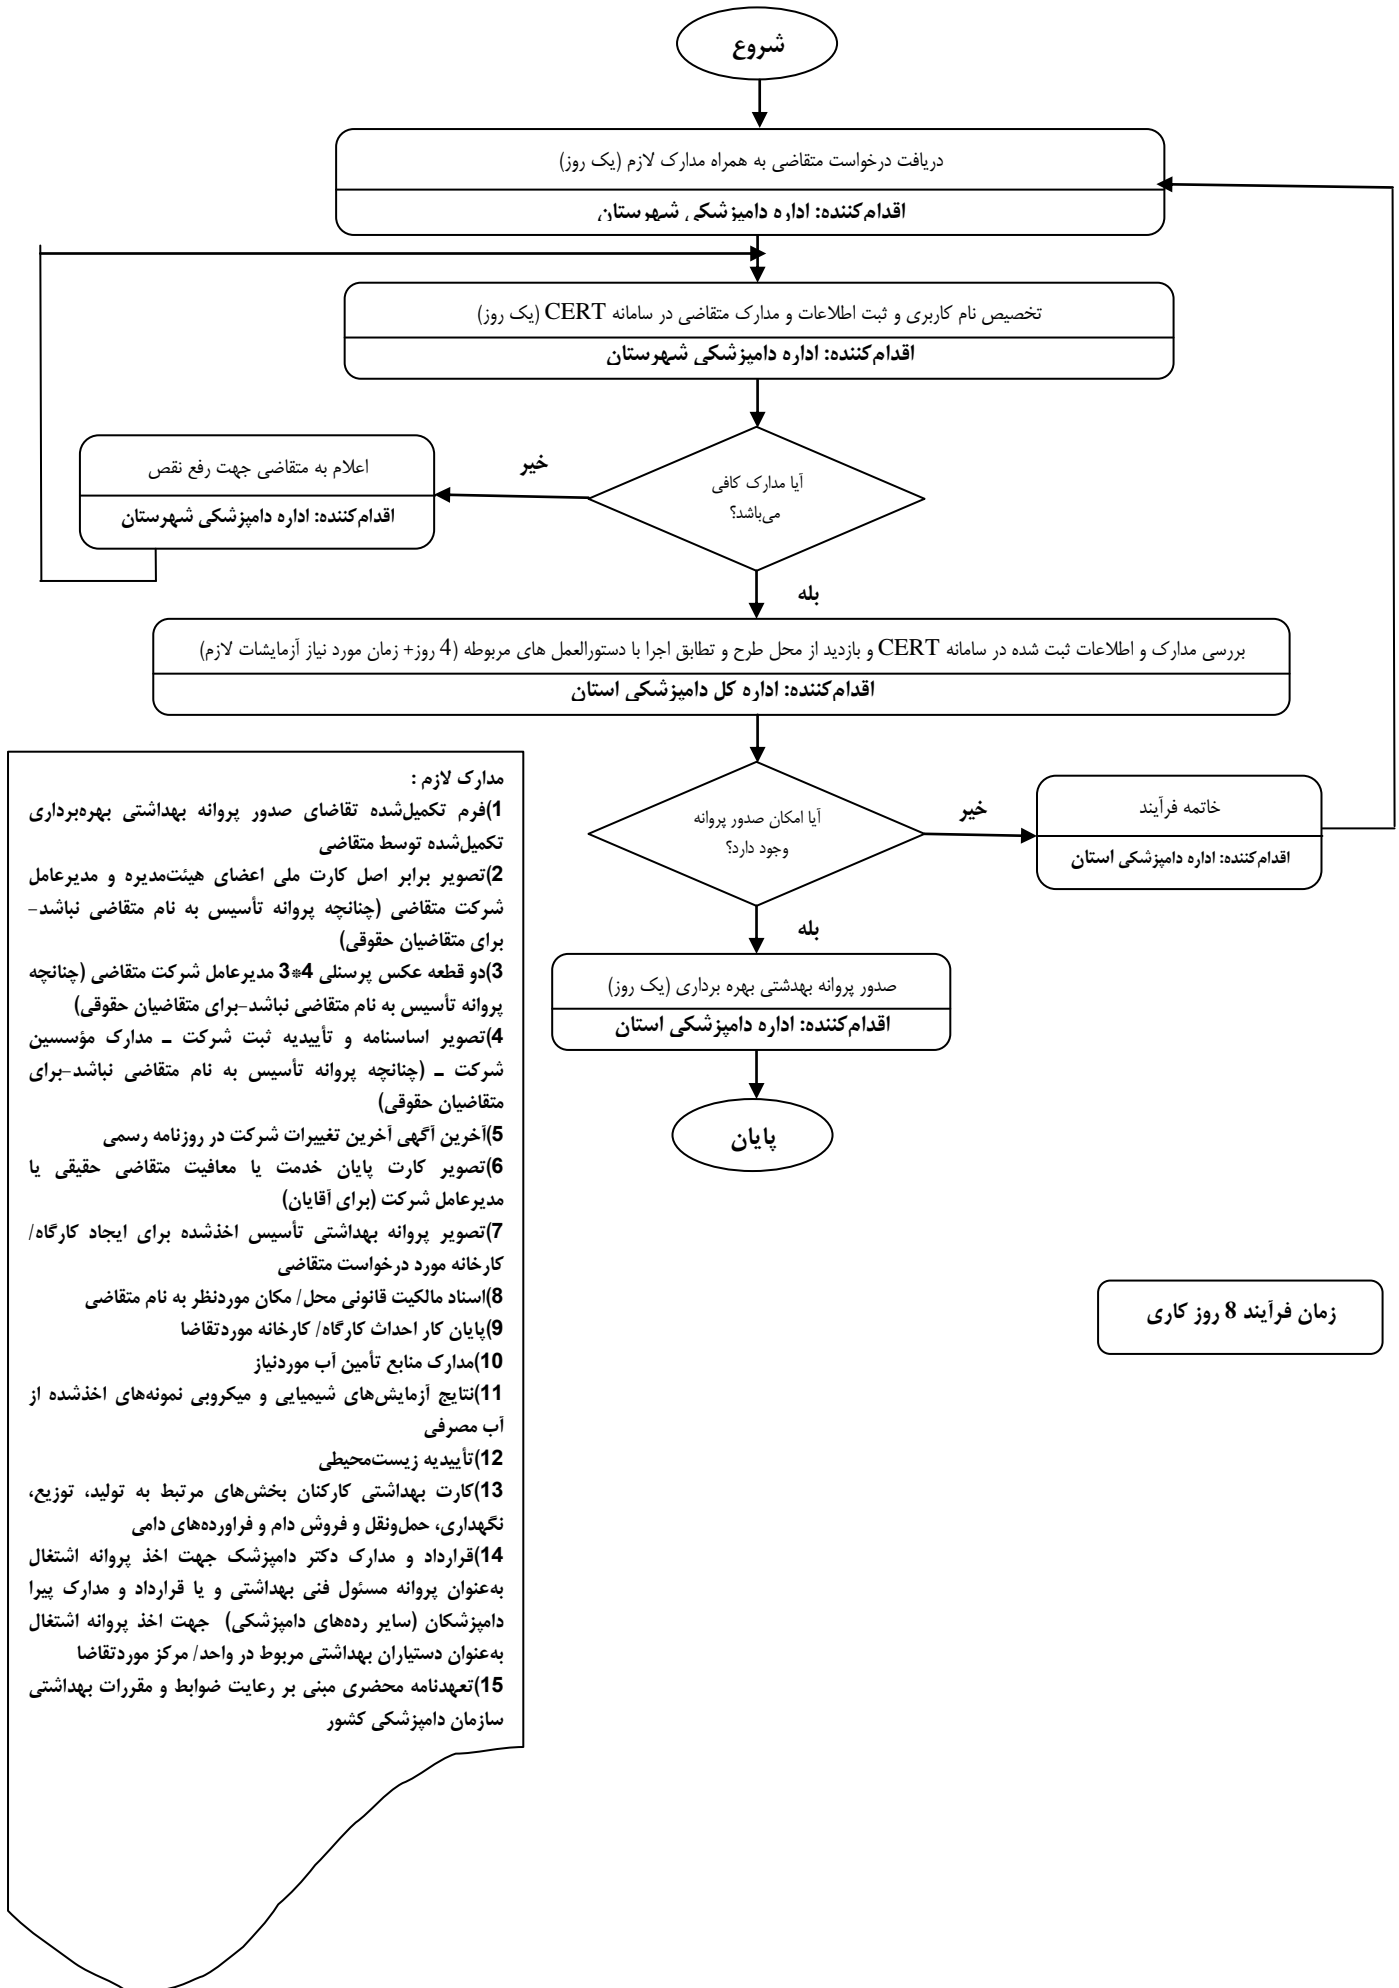 شروع
دریافت درخواست متقاضی به همراه مدارک لازم (یک روز)
اقدام‌کننده: اداره دامپزشکی شهرستان
تخصیص نام کاربری و ثبت اطلاعات و مدارک متقاضی در سامانه CERT (یک روز)
اقدام‌کننده: اداره دامپزشکی شهرستان
آیا مدارک کافی
می‌باشد؟
خیر
اعلام به متقاضی جهت رفع نقص
اقدام‌کننده: اداره دامپزشکی شهرستان
بله
بررسی مدارک و اطلاعات ثبت شده در سامانه CERT و بازدید از محل طرح و تطابق اجرا با دستورالعمل های مربوطه (4 روز+ زمان مورد نیاز آزمایشات لازم)
اقدام‌کننده: اداره کل دامپزشکی استان
آیا امکان صدور پروانه
وجود دارد؟
خیر
خاتمه فرآیند
اقدام‌کننده: اداره دامپزشکی استان
بله
صدور پروانه بهدشتی بهره برداری (یک روز)
اقدام‌کننده: اداره دامپزشکی استان
پایان
زمان فرآیند 8 روز کاری
مدارک لازم :
1)فرم تکمیل‌شده تقاضای صدور پروانه بهداشتی بهره‌برداری
تکمیل‌شده توسط متقاضی
2)تصویر برابر اصل کارت ملی اعضای هیئت‌مدیره و مدیرعامل
شرکت متقاضی (چنانچه پروانه تأسیس به نام متقاضی نباشد-
برای متقاضیان حقوقی)
3)دو قطعه عکس پرسنلی 4*3 مدیرعامل شرکت متقاضی (چنانچه
پروانه تأسیس به نام متقاضی نباشد-برای متقاضیان حقوقی)
4)تصویر اساسنامه و تأییدیه ثبت شرکت ـ مدارک مؤسسین
شرکت ـ (چنانچه پروانه تأسیس به نام متقاضی نباشد-برای
متقاضیان حقوقی)
5)آخرین آگهی آخرین تغییرات شرکت در روزنامه رسمی
6)تصویر کارت پایان خدمت یا معافیت متقاضی حقیقی یا
مدیرعامل شرکت (برای آقایان)
7)تصویر پروانه بهداشتی تأسیس اخذشده برای ایجاد کارگاه/
کارخانه مورد درخواست متقاضی
8)اسناد مالکیت قانونی محل/ مکان موردنظر به نام متقاضی
9)پایان کار احداث کارگاه/ کارخانه موردتقاضا
10)مدارک منابع تأمین آب موردنیاز
11)نتایج آزمایش‌های شیمیایی و میکروبی نمونه‌های اخذشده از
آب مصرفی
12)تأییدیه زیست‌محیطی
13)کارت بهداشتی کارکنان بخش‌های مرتبط به تولید، توزیع،
نگهداری، حمل‌ونقل و فروش دام و فراورده‌های دامی
14)قرارداد و مدارک دکتر دامپزشک جهت اخذ پروانه اشتغال
به‌عنوان پروانه مسئول فنی بهداشتی و یا قرارداد و مدارک پیرا
دامپزشکان (سایر رده‌های دامپزشکی) جهت اخذ پروانه اشتغال
به‌عنوان دستیاران بهداشتی مربوط در واحد/ مرکز موردتقاضا
15)تعهدنامه محضری مبنی بر رعایت ضوابط و مقررات بهداشتی
سازمان دامپزشکی کشور